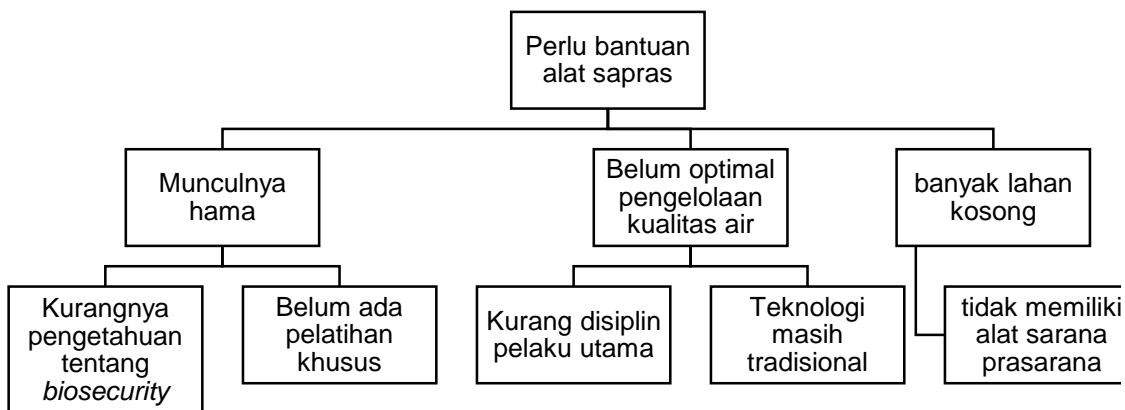 Perlu bantuan
alat sapras
Munculnya
hama
Belum optimal
pengelolaan
kualitas air
banyak lahan
kosong
Kurangnya
pengetahuan
tentang
biosecurity
Belum ada
pelatihan
khusus
Kurang disiplin
pelaku utama
Teknologi
masih
tradisional
tidak memiliki
alat sarana
prasarana